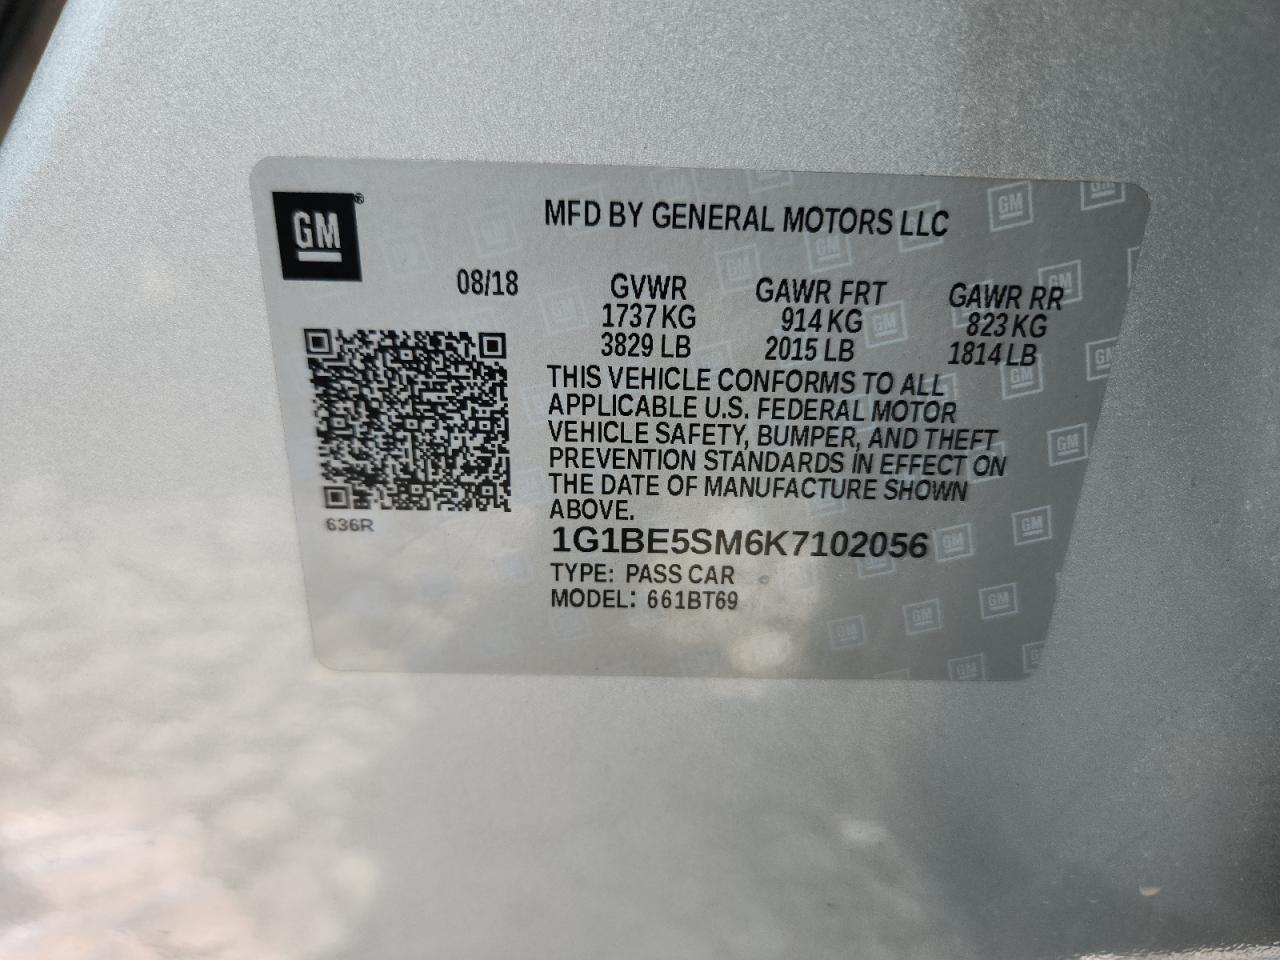 GM®
MFD BY GENERAL MOTORS LLC
08/18 GVWR GAWR FRT GAWR RR
1737 KG 914 KG 823 KG
3829 LB 2015 LB 1814 LB
THIS VEHICLE CONFORMS TO ALL
APPLICABLE U.S. FEDERAL MOTOR
VEHICLE SAFETY, BUMPER, AND THEFT
PREVENTION STANDARDS IN EFFECT ON
THE DATE OF MANUFACTURE SHOWN
ABOVE.
636R
1G1BE5SM6K7102056
TYPE: PASS CAR
MODEL: 661BT69